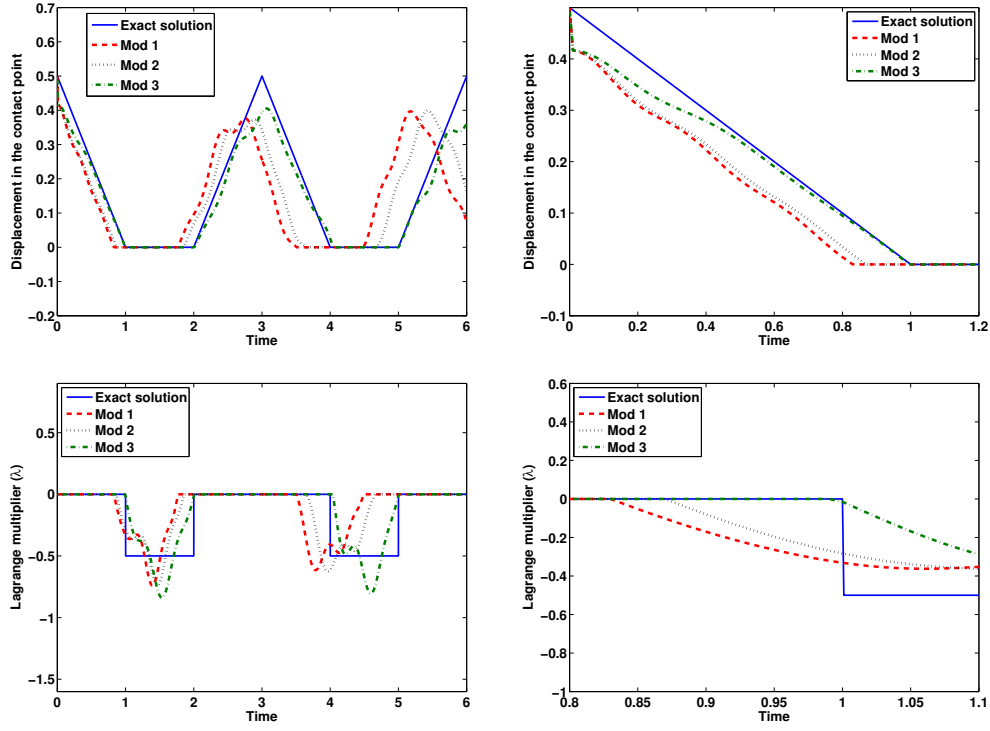 0.7
0.6
0.5
0.4
0.3
0.2
0.1
0
−0.1
−0.2
0 1 2 3 4 5 6
Time
Displacement in the contact point
Exact solution
Mod 1
Mod 2
Mod 3
0.4
0.3
0.2
0.1
0
−0.1
0 0.2 0.4 0.6 0.8 1 1.2
Time
Displacement in the contact point
Exact solution
Mod 1
Mod 2
Mod 3
0.5
0
−0.5
−1
−1.5
0 1 2 3 4 5 6
Time
Lagrange multiplier (λ)
Exact solution
Mod 1
Mod 2
Mod 3
0.6
0.4
0.2
0
−0.2
−0.4
−0.6
−0.8
−1
0.8 0.85 0.9 0.95 1 1.05 1.1
Time
Lagrange multiplier (λ)
Exact solution
Mod 1
Mod 2
Mod 3